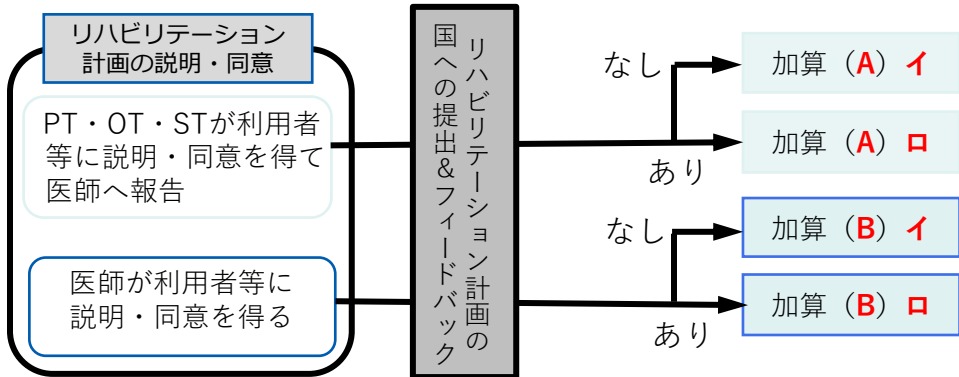 リハビリテーション
計画の説明・同意
PT・OT・STが利用者
等に説明・同意を得て
医師へ報告
医師が利用者等に
説明・同意を得る
リハビリテーション計画の
国への提出&フィードバック
なし
加算（A）イ
あり
加算（A）ロ
なし
加算（B）イ
あり
加算（B）ロ